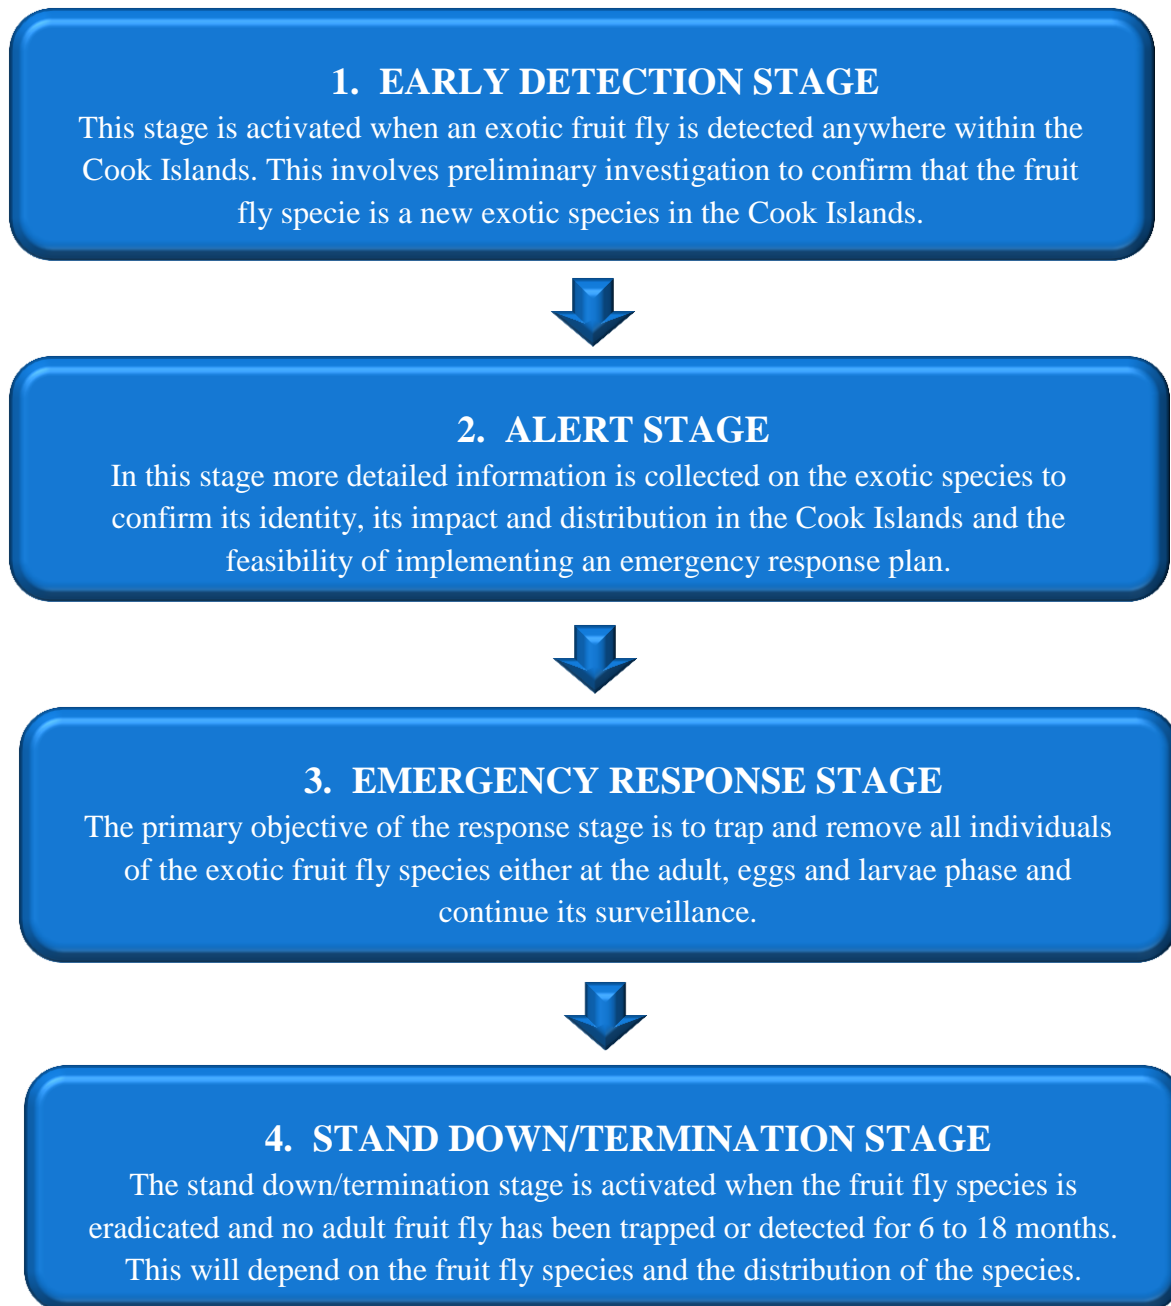 1. EARLY DETECTION STAGE
This stage is activated when an exotic fruit fly is detected anywhere within the
Cook Islands. This involves preliminary investigation to confirm that the fruit
fly specie is a new exotic species in the Cook Islands.
2. ALERT STAGE
In this stage more detailed information is collected on the exotic species to
confirm its identity, its impact and distribution in the Cook Islands and the
feasibility of implementing an emergency response plan.
3. EMERGENCY RESPONSE STAGE
The primary objective of the response stage is to trap and remove all individuals
of the exotic fruit fly species either at the adult, eggs and larvae phase and
continue its surveillance.
4. STAND DOWN/TERMINATION STAGE
The stand down/termination stage is activated when the fruit fly species is
eradicated and no adult fruit fly has been trapped or detected for 6 to 18 months.
This will depend on the fruit fly species and the distribution of the species.